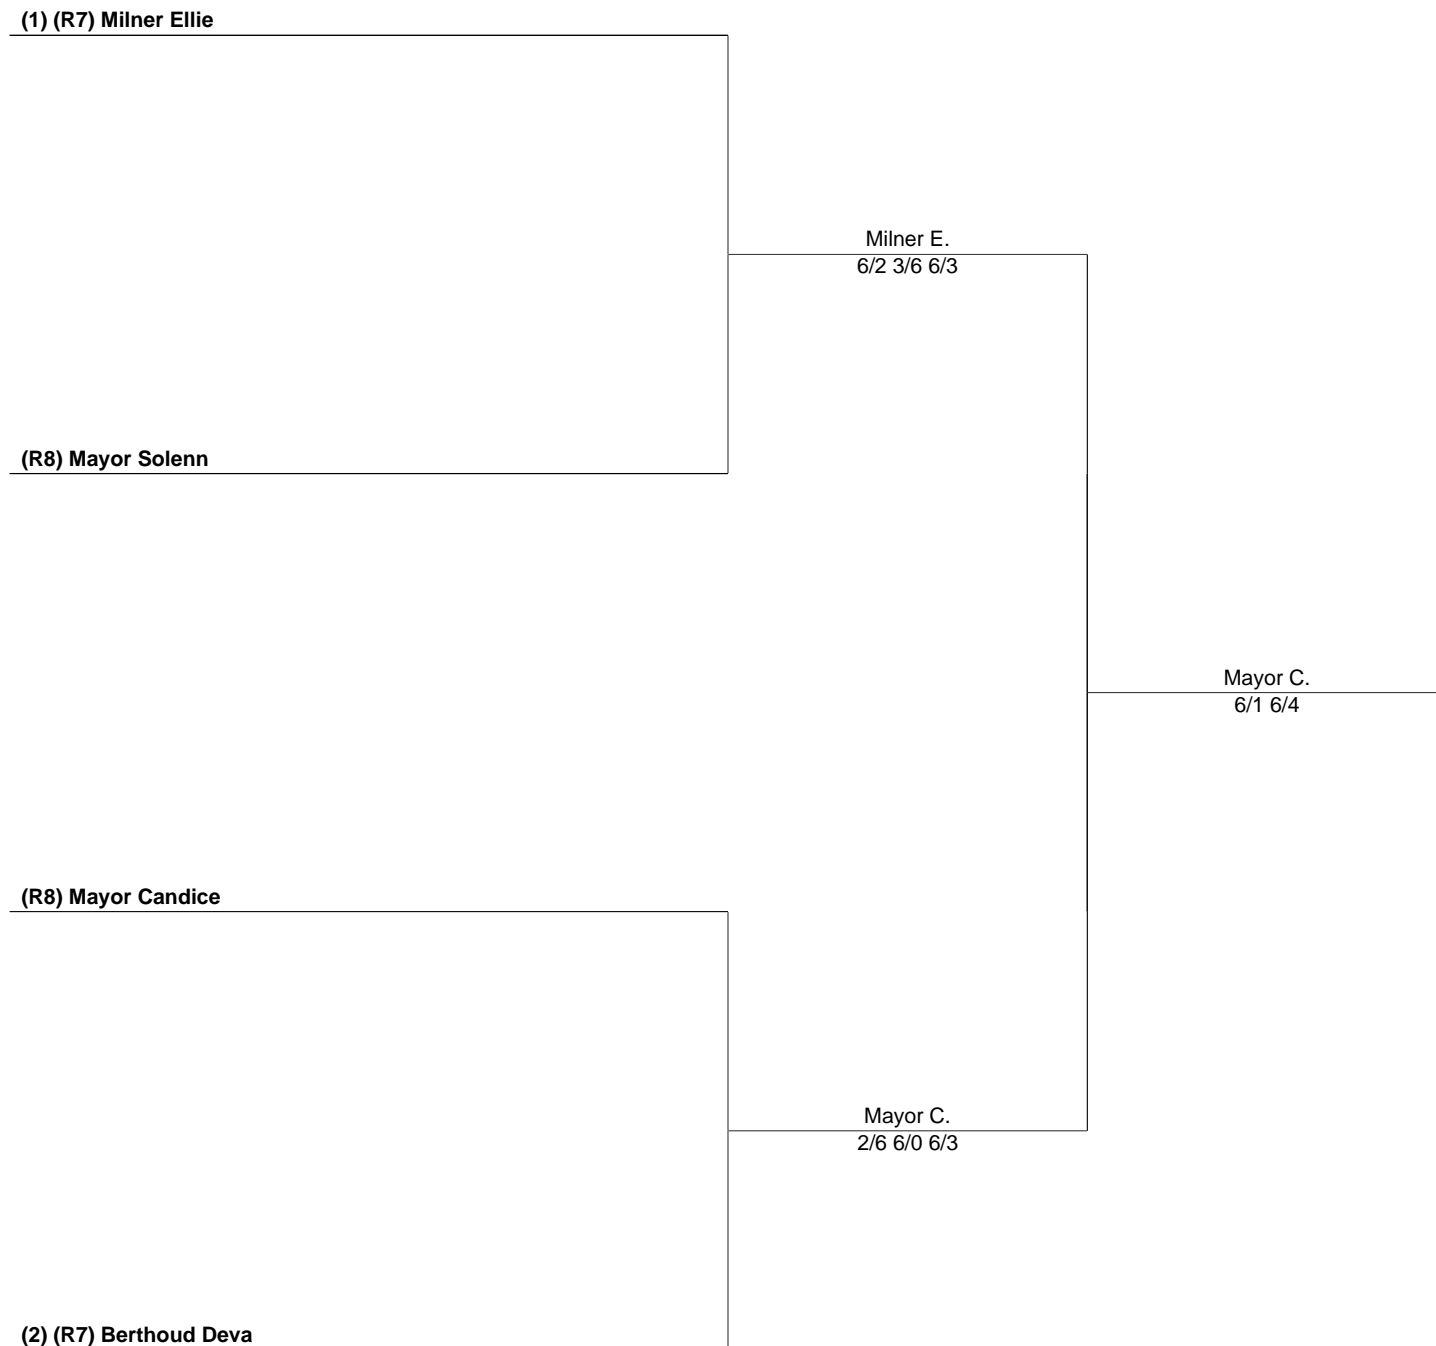 (1) (R7) Milner Ellie
Milner E.
6/2 3/6 6/3
(R8) Mayor Solenn
Mayor C.
6/1 6/4
(R8) Mayor Candice
Mayor C.
2/6 6/0 6/3
(2) (R7) Berthoud Deva